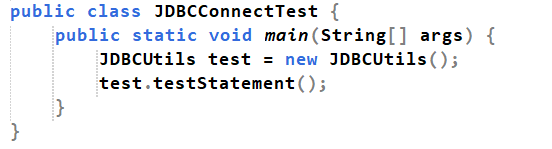 public class JDBCConnectTest {
    public static void main(String[] args) {
        JDBCUtils test = new JDBCUtils();
        test.testStatement();
    }
}